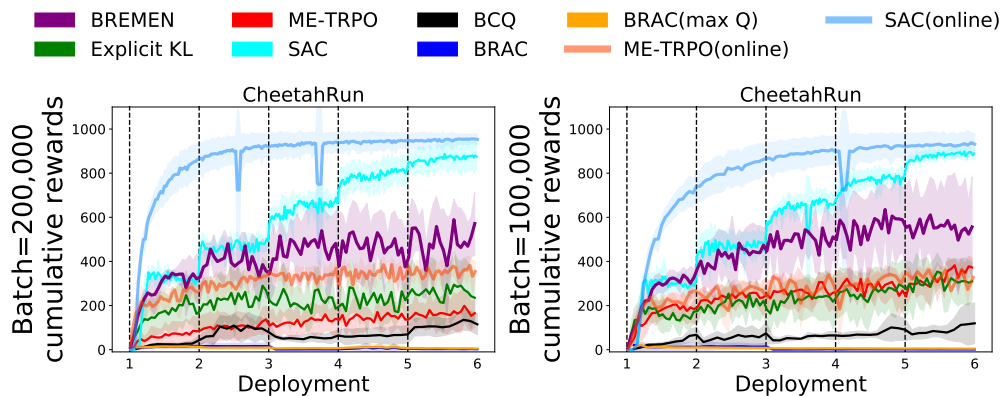 BREMEN ME-TRPO BCQ BRAC(max Q) SAC(online)
Explicit KL SAC BRAC ME-TRPO(online)
CheetahRun
Batch=200,000
cumulative rewards
1000
800
600
400
200
0
1 2 3 4 5 6
Deployment
CheetahRun
Batch=100,000
cumulative rewards
1000
800
600
400
200
0
1 2 3 4 5 6
Deployment